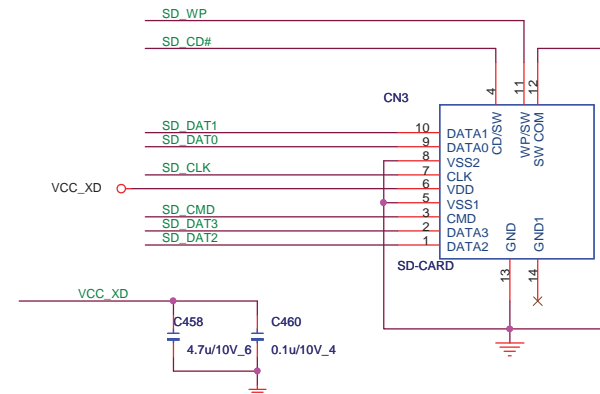 SD_WP
SD_CD#
4
11
12
CN3
CD/SW
WP/SW
SW COM
SD_DAT1
10
DATA1
SD_DAT0
9
DATA0
8
VSS2
SD_CLK
7
CLK
VCC_XD
6
VDD
5
VSS1
SD_CMD
3
CMD
SD_DAT3
2
DATA3
SD_DAT2
1
DATA2
GND
GND1
SD-CARD
13
14
VCC_XD
C458
C460
4.7u/10V_6
0.1u/10V_4